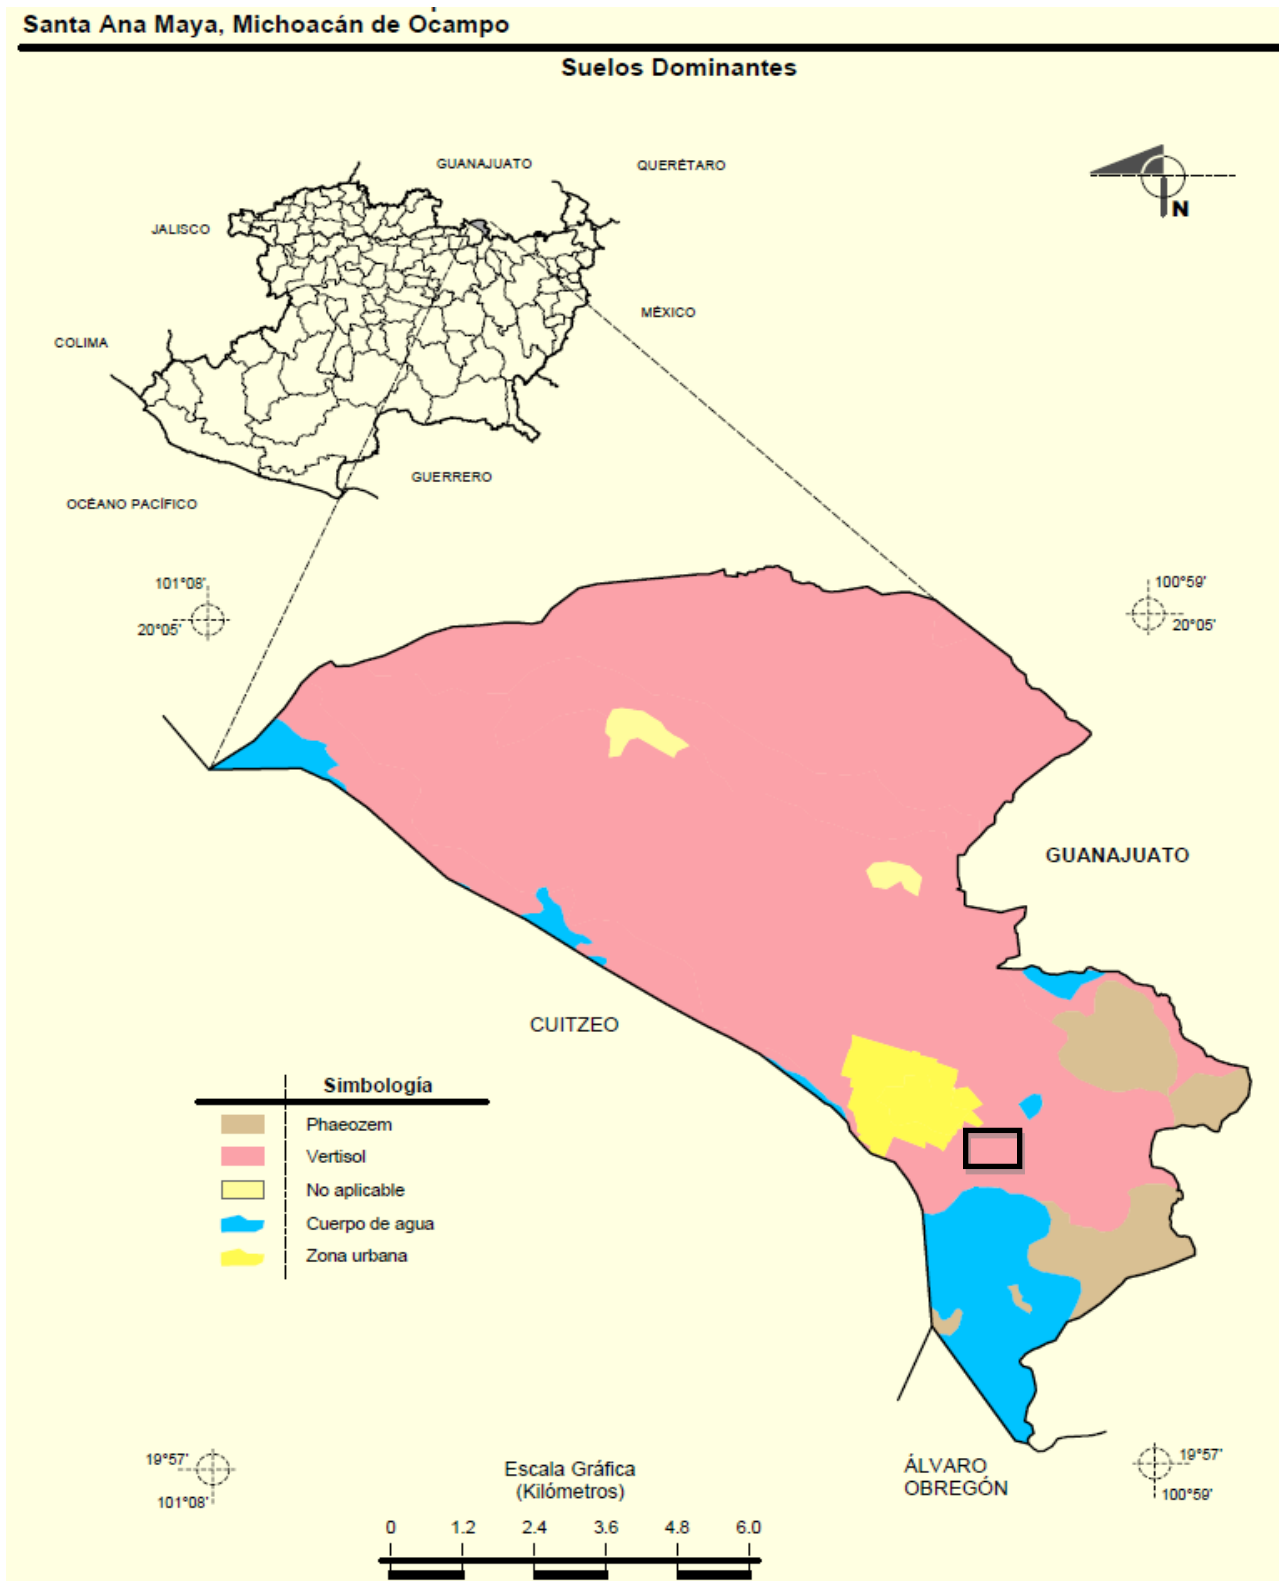 Santa Ana Maya, Michoacán de Ocampo
Suelos Dominantes
GUANAJUATO
QUERÉTARO
JALISCO
N
MÉXICO
COLIMA
GUERRERO
OCÉANO PACÍFICO
101°08'
20°05'
100°59'
20°05'
GUANAJUATO
CUITZEO
Simbología
Phaeozem
Vertisol
No aplicable
Cuerpo de agua
Zona urbana
19°57'
101°08'
Escala Gráfica
(Kilómetros)
ÁLVARO
OBREGÓN
19°57'
100°59'
0 1.2 2.4 3.6 4.8 6.0